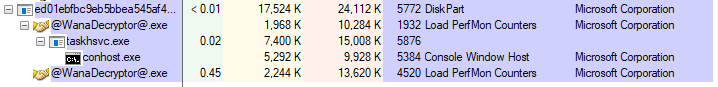 ed01ebfbc9eb5bbea545af4... < 0.01 17,524 K 24,112 K 5772 DiskPart Microsoft Corporation
@WanaDecryptor@.exe 1,968 K 10,284 K 1932 Load PerfMon Counters Microsoft Corporation
taskhsvc.exe 0.02 7,400 K 15,008 K 5876
C:\. conhost.exe 5,292 K 9,928 K 5384 Console Window Host Microsoft Corporation
@WanaDecryptor@.exe 0.45 2,244 K 13,620 K 4520 Load PerfMon Counters Microsoft Corporation